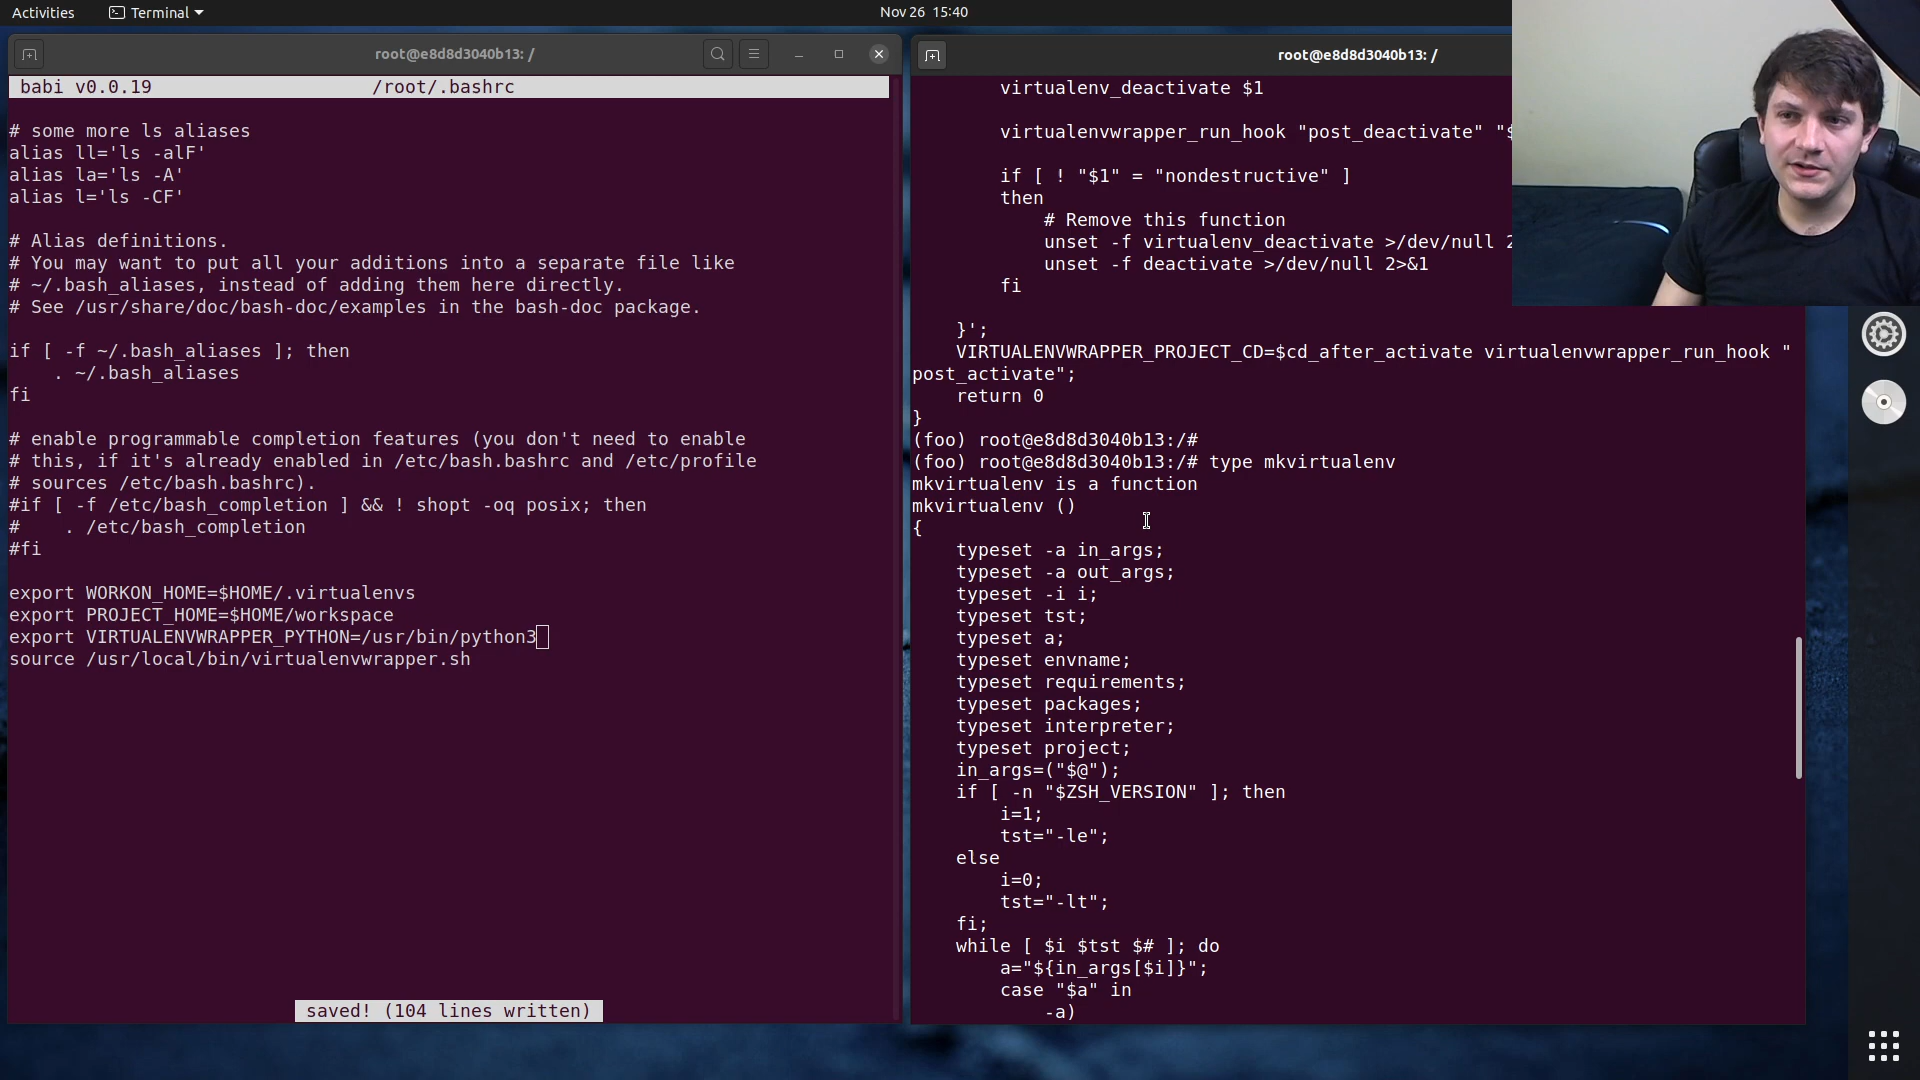 Activities
Terminal
Nov 26 15:40
root@e8d8d3040b13: /
babi v0.0.19 /root/.bashrc
# some more ls aliases
alias ll='ls -alF'
alias la='ls -A'
alias l='ls -CF'
# Alias definitions.
# You may want to put all your additions into a separate file like
# ~/.bash_aliases, instead of adding them here directly.
# See /usr/share/doc/bash-doc/examples in the bash-doc package.
if [ -f ~/.bash_aliases ]; then
    . ~/.bash_aliases
fi
# enable programmable completion features (you don't need to enable
# this, if it's already enabled in /etc/bash.bashrc and /etc/profile
# sources /etc/bash.bashrc).
#if [ -f /etc/bash_completion ] && ! shopt -oq posix; then
#    . /etc/bash_completion
#fi
export WORKON_HOME=$HOME/.virtualenvs
export PROJECT_HOME=$HOME/workspace
export VIRTUALENVWRAPPER_PYTHON=/usr/bin/python3
source /usr/local/bin/virtualenvwrapper.sh
saved! (104 lines written)
root@e8d8d3040b13: /
        virtualenv_deactivate $1
        virtualenvwrapper_run_hook "post_deactivate" "$
        if [ ! "$1" = "nondestructive" ]
        then
            # Remove this function
            unset -f virtualenv_deactivate >/dev/null 2
            unset -f deactivate >/dev/null 2>&1
        fi
    }';
    VIRTUALENVWRAPPER_PROJECT_CD=$cd_after_activate virtualenvwrapper_run_hook "
post_activate";
    return 0
}
(foo) root@e8d8d3040b13:/#
(foo) root@e8d8d3040b13:/# type mkvirtualenv
mkvirtualenv is a function
mkvirtualenv ()
{
    typeset -a in_args;
    typeset -a out_args;
    typeset -i i;
    typeset tst;
    typeset a;
    typeset envname;
    typeset requirements;
    typeset packages;
    typeset interpreter;
    typeset project;
    in_args=("$@");
    if [ -n "$ZSH_VERSION" ]; then
        i=1;
        tst="-le";
    else
        i=0;
        tst="-lt";
    fi;
    while [ $i $tst $# ]; do
        a="${in_args[$i]}";
        case "$a" in
            -a)